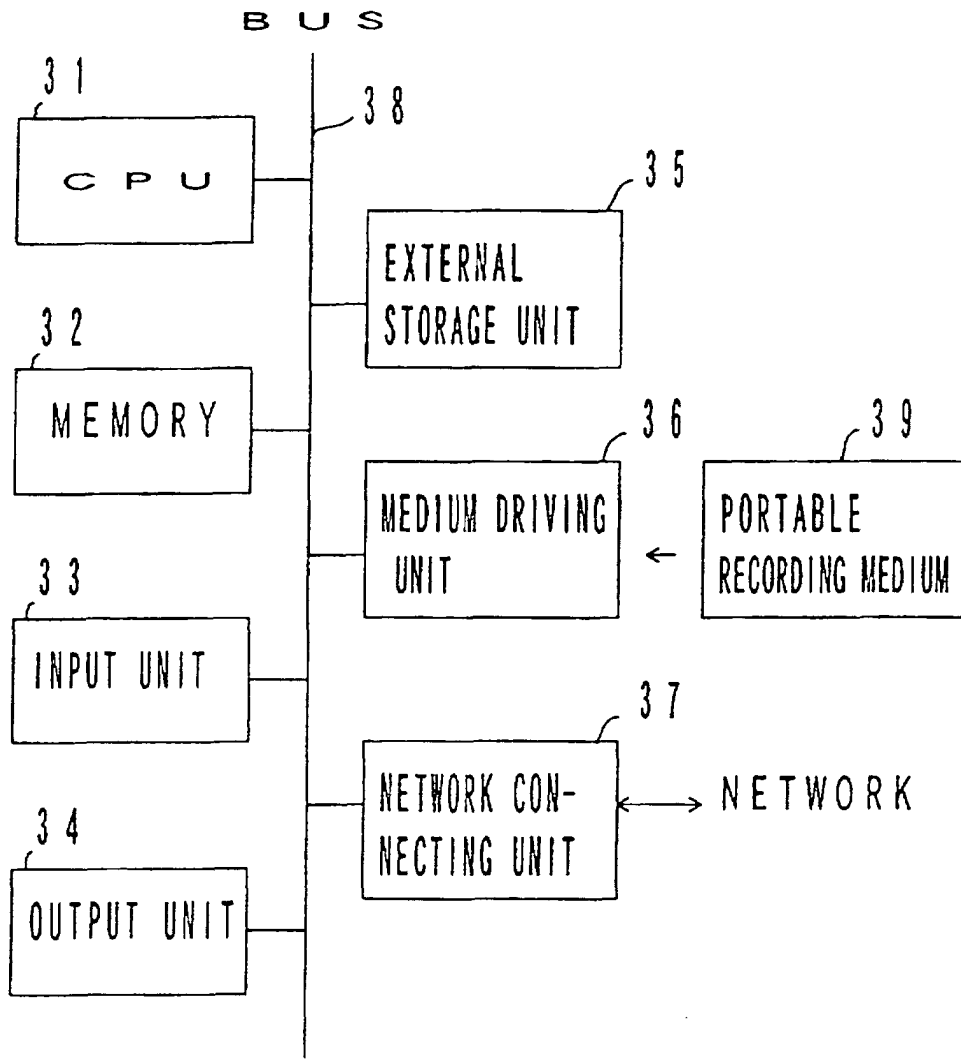 BUS
31
38
CPU
35
EXTERNAL
STORAGE UNIT
32
MEMORY
36
39
MEDIUM DRIVING
UNIT
PORTABLE
RECORDING MEDIUM
33
INPUT UNIT
37
NETWORK CON-
NECTING UNIT
NETWORK
34
OUTPUT UNIT